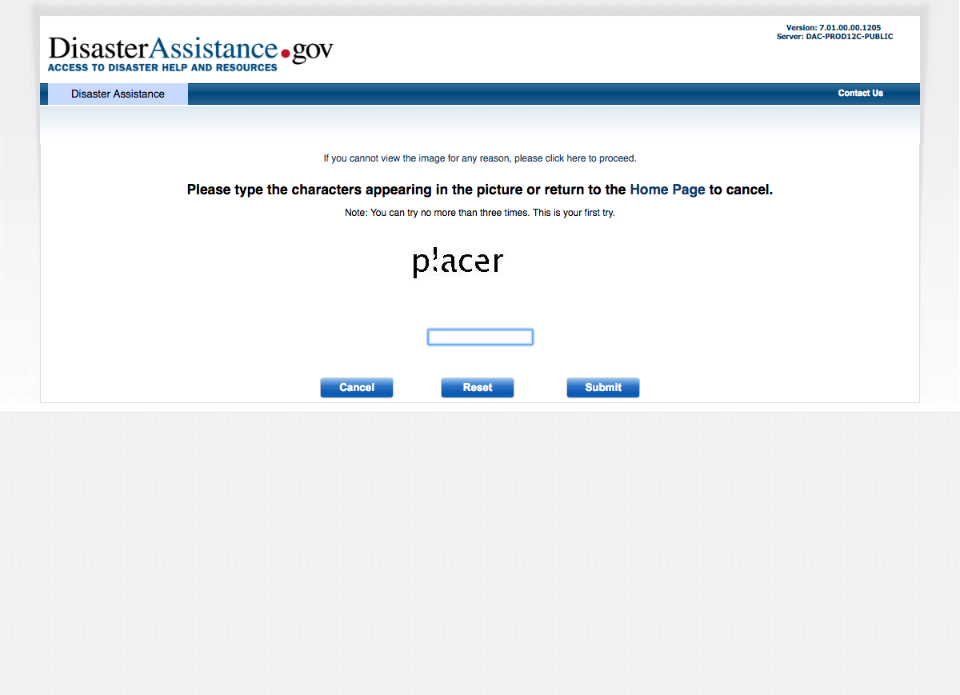 Version: 7.01.00.00.1205
Server: DAC-PROD12C-PUBLIC
DisasterAssistance.gov
ACCESS TO DISASTER HELP AND RESOURCES
Disaster Assistance
Contact Us
If you cannot view the image for any reason, please click here to proceed.
Please type the characters appearing in the picture or return to the Home Page to cancel.
Note: You can try no more than three times. This is your first try.
placer
Cancel
Reset
Submit